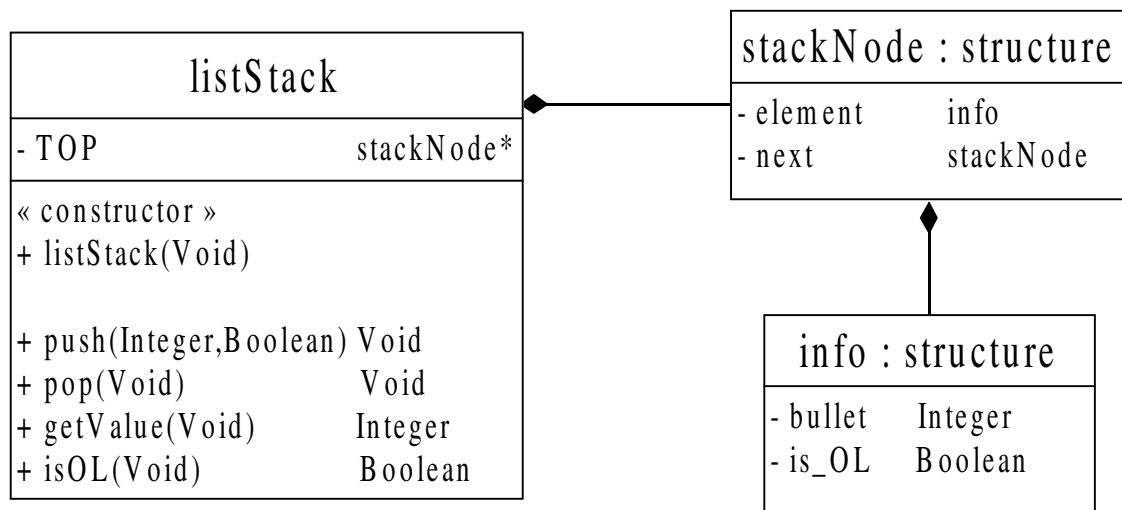 listStack
- TOP stackNode*
« constructor »
+ listStack(Void)
+ push(Integer,Boolean) Void
+ pop(Void) Void
+ getValue(Void) Integer
+ isOL(Void) Boolean
stackNode : structure
- element info
- next stackNode
info : structure
- bullet Integer
- is_OL Boolean